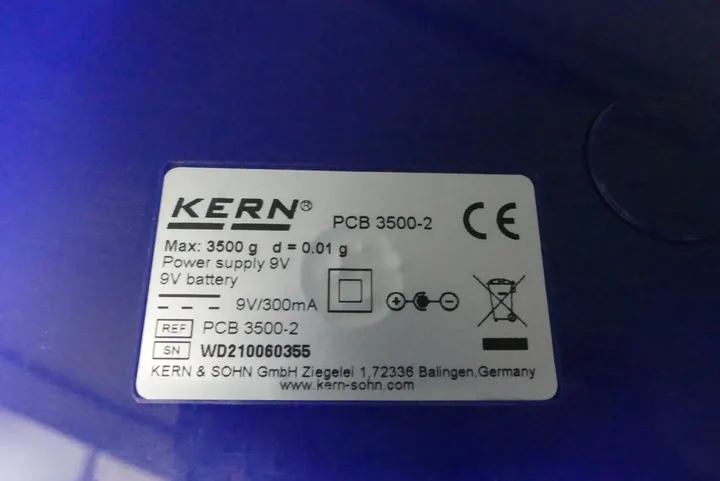 KERN® PCB 3500-2 CE
Max: 3500 g d = 0.01 g
Power supply 9V
9V battery
9V/300mA
REF PCB 3500-2
SN WD210060355
KERN & SOHN GmbH Ziegelei 1,72336 Balingen,Germany
www.kern-sohn.com